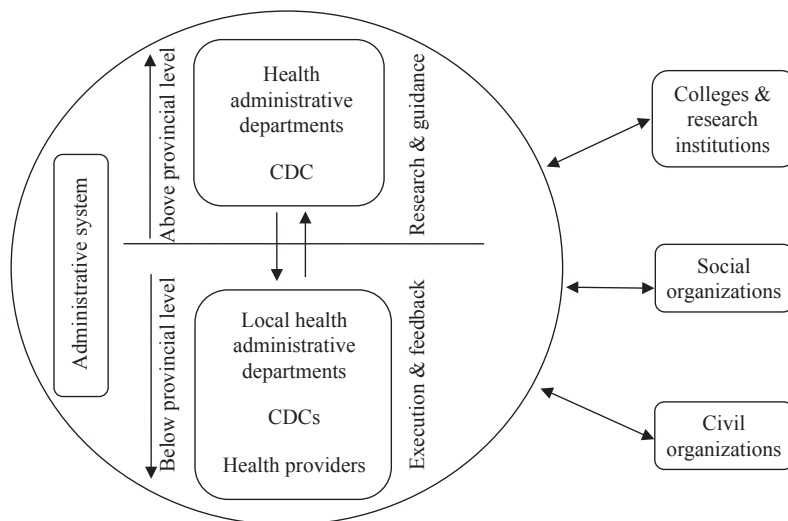 Administrative system
Above provincial level
Health
administrative
departments
CDC
Research & guidance
Below provincial level
Local health
administrative
departments
CDCs
Health providers
Execution & feedback
Colleges &
research
institutions
Social
organizations
Civil
organizations